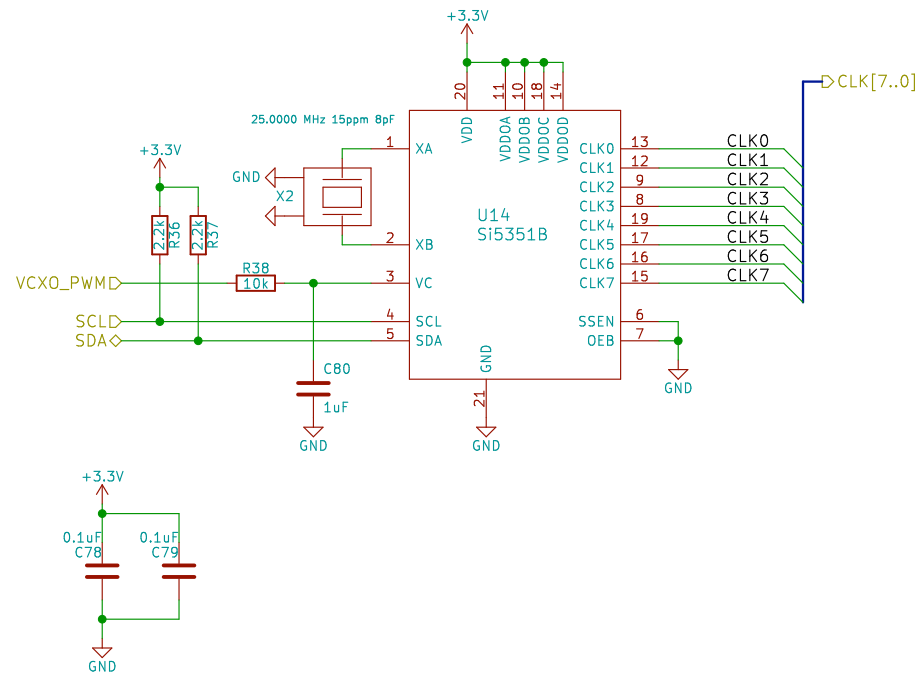 +3.3V
CLK[7..0]
20
11
10
18
14
VDD
VDDOA
VDDOB
VDDOC
VDDOD
25.0000 MHz 15ppm 8pF
1
XA
CLK0
13
CLK0
CLK1
12
CLK1
+3.3V
GND
X2
CLK2
9
CLK2
CLK3
8
CLK3
U14
Si5351B
CLK4
19
CLK4
2.2k
R36
2.2k
R37
2
XB
CLK5
17
CLK5
CLK6
16
CLK6
R38
VCXO_PWM
10k
3
VC
CLK7
15
CLK7
SCL
4
SCL
SSEN
6
SDA
5
SDA
OEB
7
GND
C80
GND
21
1uF
GND
GND
+3.3V
0.1uF
C78
0.1uF
C79
GND